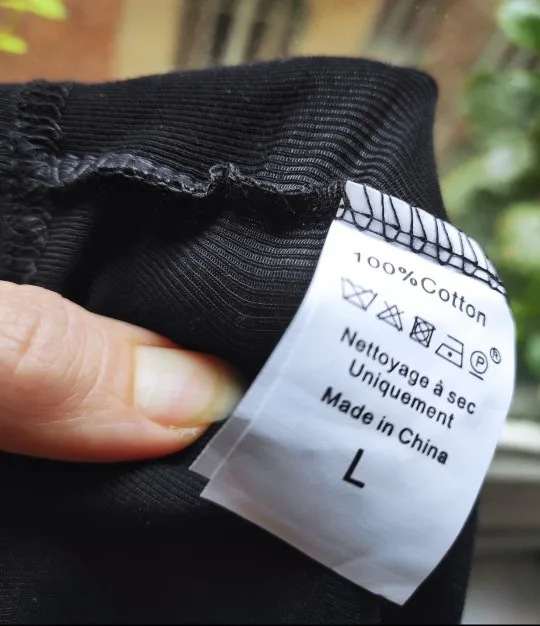 100%Cotton
P®
Nettoyage à sec
Uniquement
Made in China
L